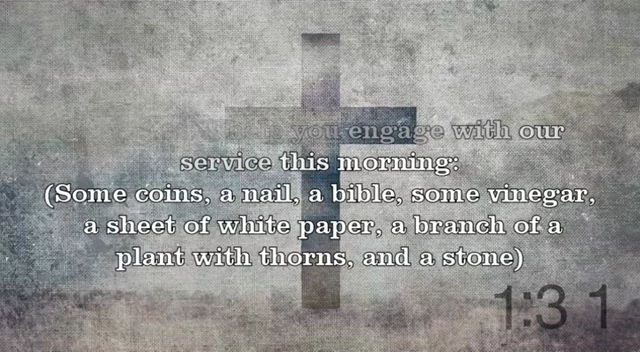 you engage with our
service this morning:
(Some coins, a nail, a bible, some vinegar,
a sheet of white paper, a branch of a
plant with thorns, and a stone)
1:31